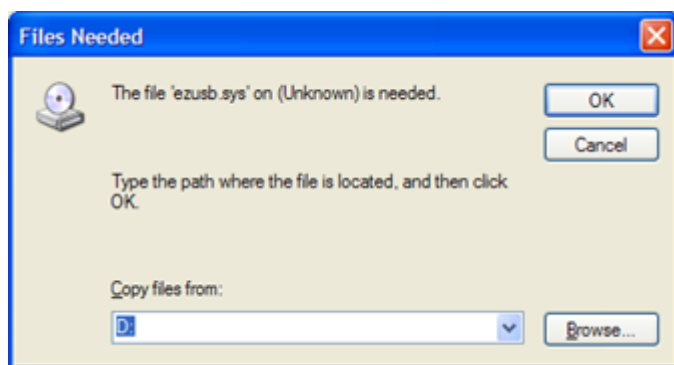 Files Needed
The file 'ezusb.sys' on (Unknown) is needed.
OK
Cancel
Type the path where the file is located, and then click
OK.
Copy files from:
D:
Browse...